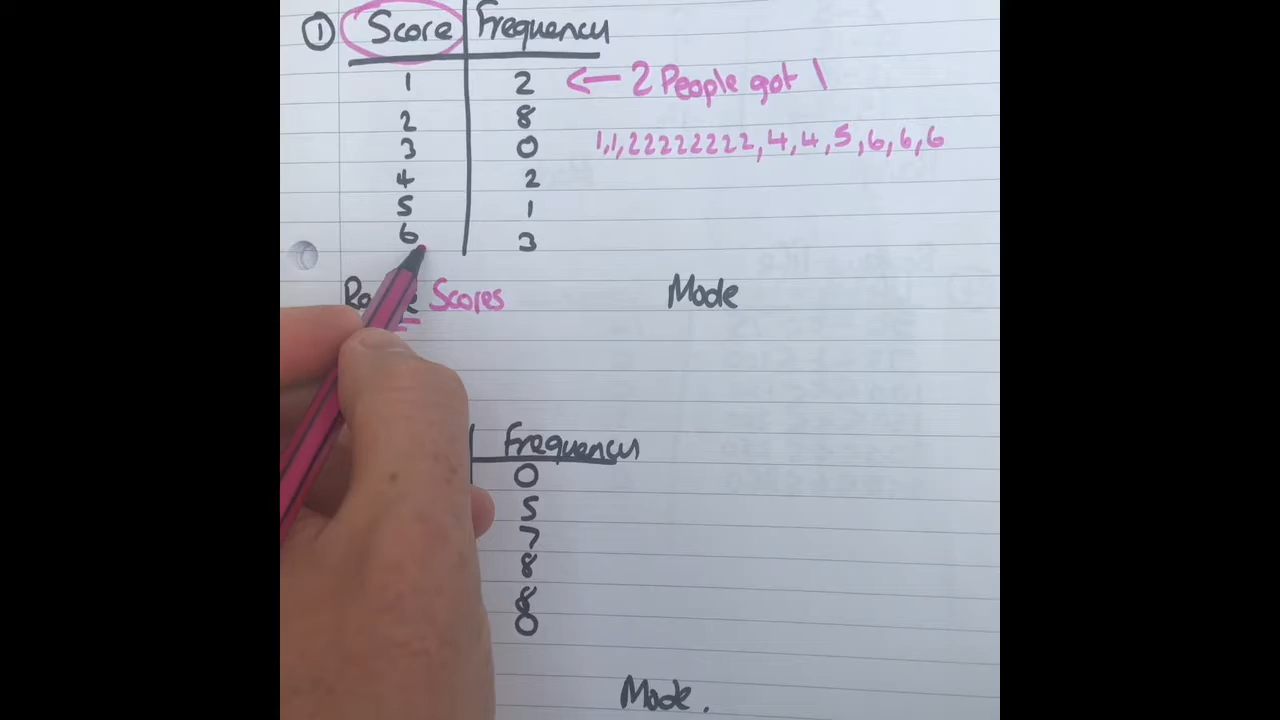 ① Score Frequency
1 2 ← 2 People got 1
2 8
3 0 1,1,22222222,4,4,5,6,6,6
4 2
5 1
6 3
Scores Mode
Frequency
0
5
7
8
8
0
Mode.